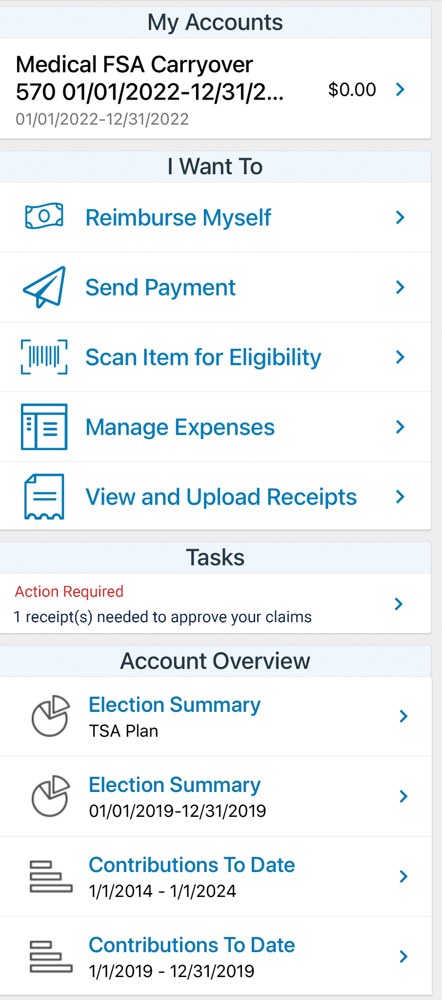 My Accounts
Medical FSA Carryover
570 01/01/2022-12/31/2...
$0.00
01/01/2022-12/31/2022
I Want To
Reimburse Myself
Send Payment
Scan Item for Eligibility
Manage Expenses
View and Upload Receipts
Tasks
Action Required
1 receipt(s) needed to approve your claims
Account Overview
Election Summary
TSA Plan
Election Summary
01/01/2019-12/31/2019
Contributions To Date
1/1/2014 - 1/1/2024
Contributions To Date
1/1/2019 - 12/31/2019